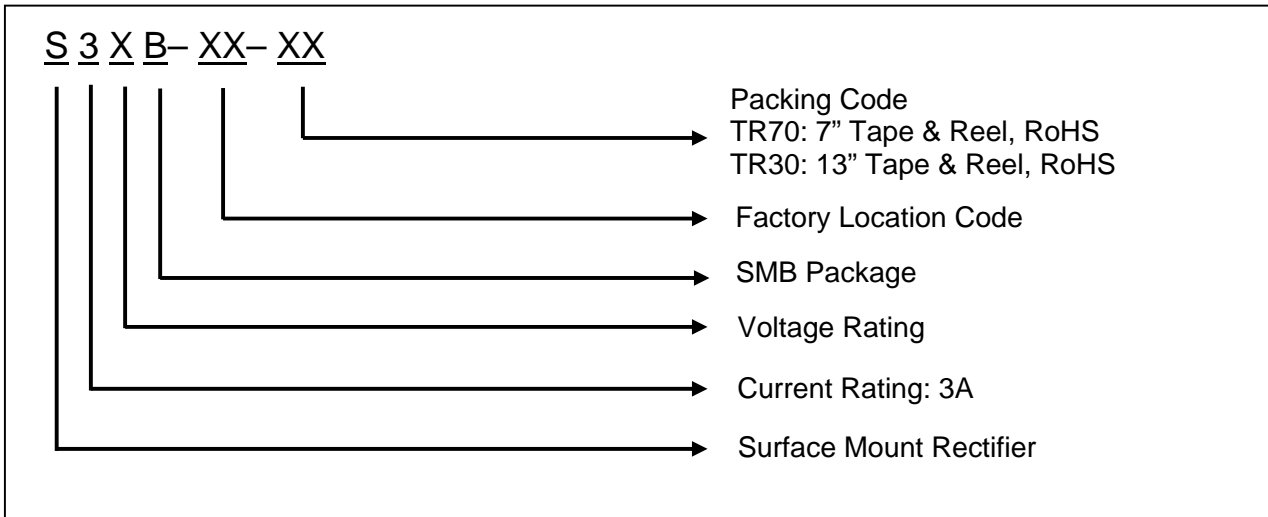 S 3 X B– XX– XX
Packing Code
TR70: 7” Tape & Reel, RoHS
TR30: 13” Tape & Reel, RoHS
Factory Location Code
SMB Package
Voltage Rating
Current Rating: 3A
Surface Mount Rectifier